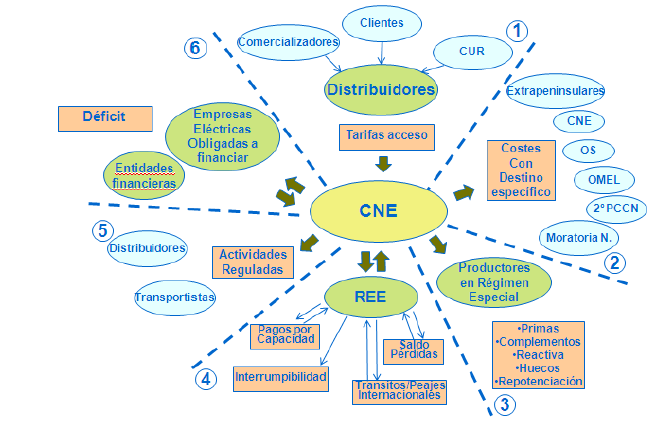 6
Comercializadores
Clientes
CUR
1
Distribuidores
Tarifas acceso
Extrapeninsulares
CNE
OS
OMEL
2ª PCCN
Moratoria N.
Costes
Con
Destino
específico
2
Déficit
Empresas
Eléctricas
Obligadas a
financiar
Entidades
financieras
CNE
5
Distribuidores
Transportistas
Actividades
Reguladas
REE
Productores
en Régimen
Especial
Pagos por
Capacidad
Interrumpibilidad
Saldo
Pérdidas
Transitos/Peajes
Internacionales
•Primas
•Complementos
•Reactiva
•Huecos
•Repotenciación
4
3